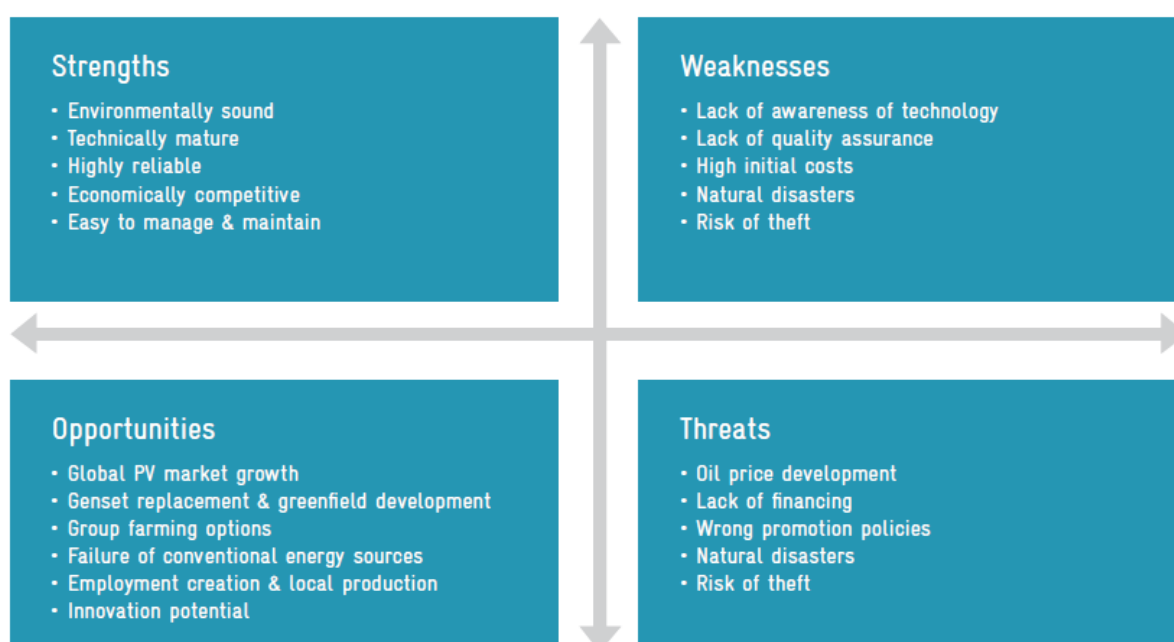 Strengths
• Environmentally sound
• Technically mature
• Highly reliable
• Economically competitive
• Easy to manage & maintain
Weaknesses
• Lack of awareness of technology
• Lack of quality assurance
• High initial costs
• Natural disasters
• Risk of theft
Opportunities
• Global PV market growth
• Genset replacement & greenfield development
• Group farming options
• Failure of conventional energy sources
• Employment creation & local production
• Innovation potential
Threats
• Oil price development
• Lack of financing
• Wrong promotion policies
• Natural disasters
• Risk of theft